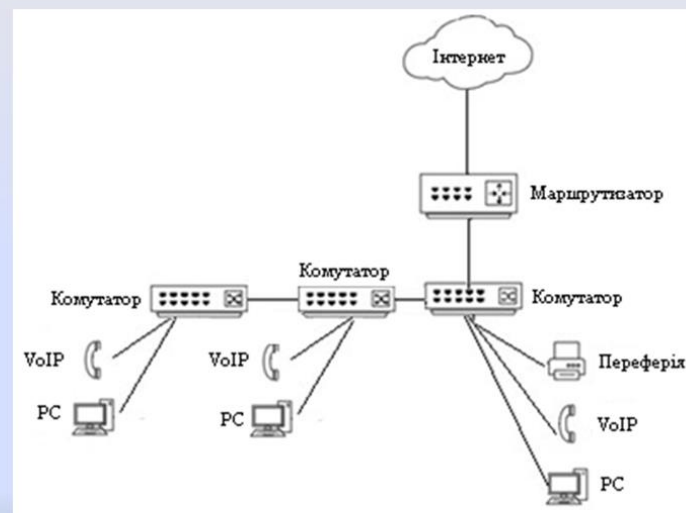 Інтернет
Маршрутизатор
Комутатор
Комутатор
Комутатор
VoIP
PC
VoIP
PC
Переферія
VoIP
PC